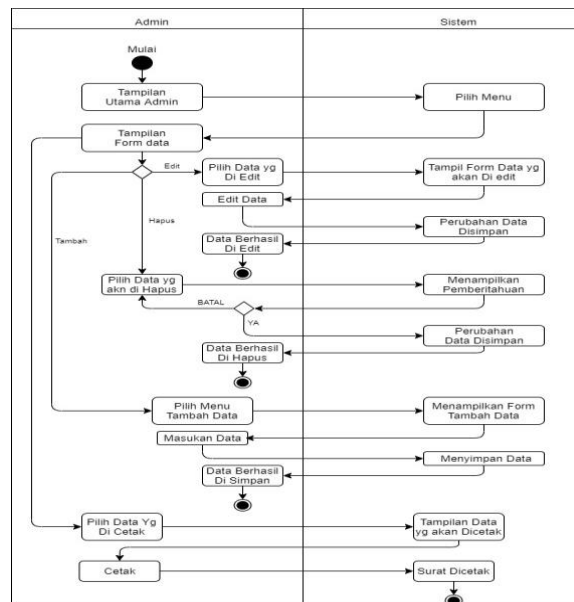 Admin
Sistem
Mulai
Tampilan
Utama Admin
Pilih Menu
Tampilan
Form data
Edit
Pilih Data yg
Di Edit
Tampil Form Data yg
akan Di edit
Edit Data
Hapus
Perubahan Data
Disimpan
Tambah
Data Berhasil
Di Edit
Pilih Data yg
akn di Hapus
Menampilkan
Pemberitahuan
BATAL
YA
Perubahan
Data Disimpan
Data Berhasil
Di Hapus
Pilih Menu
Tambah Data
Menampilkan Form
Tambah Data
Masukan Data
Menyimpan Data
Data Berhasil
Di Simpan
Pilih Data Yg
Di Cetak
Tampilan Data
yg akan Dicetak
Cetak
Surat Dicetak